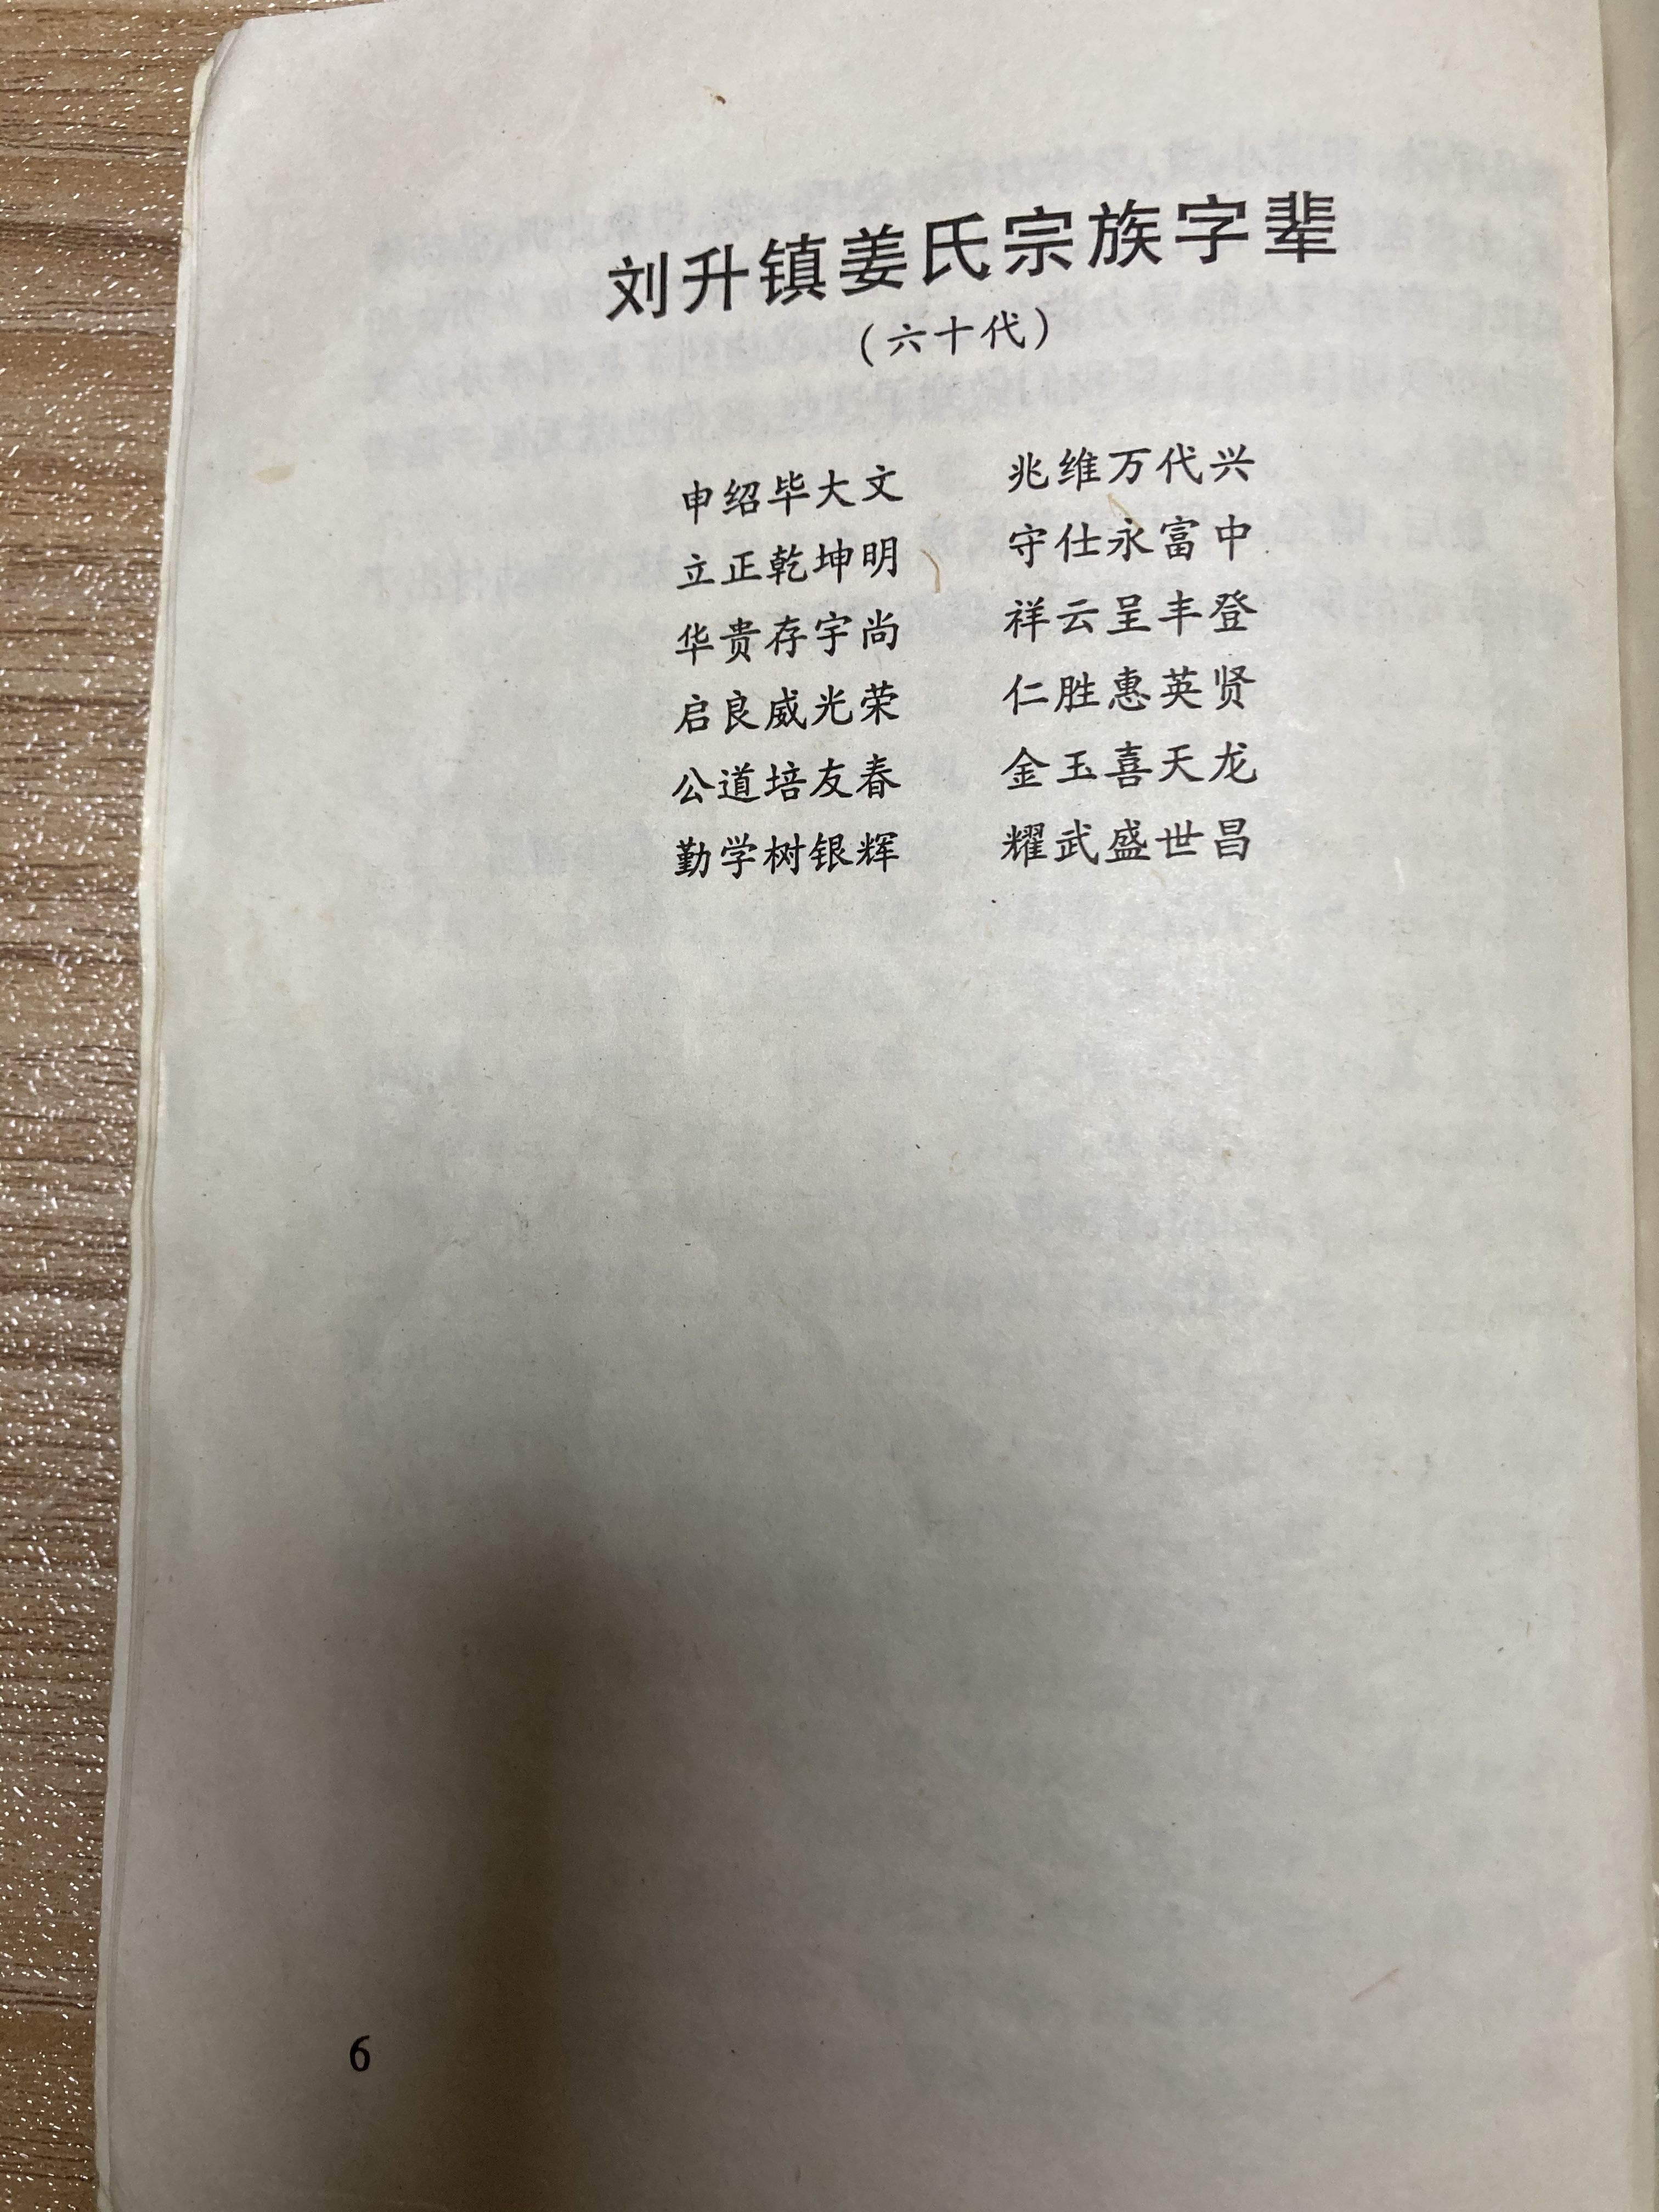 刘升镇姜氏宗族字辈
(六十代)
申绍毕大文 兆维万代兴
立正乾坤明 守仕永富中
华贵存宇尚 祥云呈丰登
启良威光荣 仁胜惠英贤
公道培友春 金玉喜天龙
勤学树银辉 耀武盛世昌
6